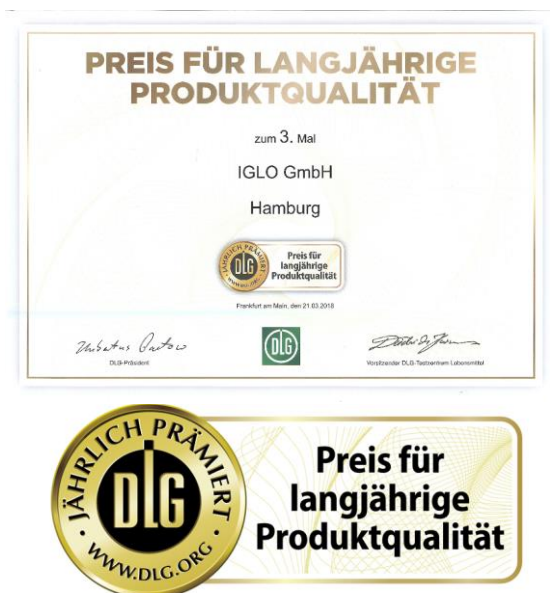 PREIS FÜR LANGJÄHRIGE
PRODUKTQUALITÄT
zum 3. Mal
IGLO GmbH
Hamburg
JÄHRLICH PRÄMIERT
DLG
WWW.DLG.ORG
Preis für
langjährige
Produktqualität
Frankfurt am Main, den 21.03.2018
DLG
DLG-Präsident
Vorsitzender DLG-Testzentrum Lebensmittel
JÄHRLICH PRÄMIERT
DLG
WWW.DLG.ORG
Preis für
langjährige
Produktqualität